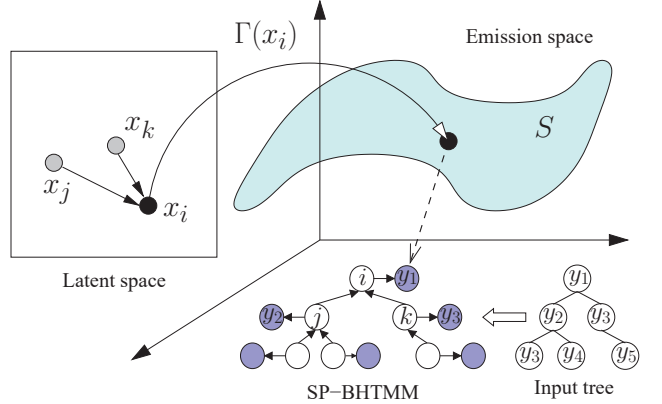 Γ(x_i)
Emission space
S
x_k
x_j
x_i
Latent space
i y_1
y_1
y_2 j k y_3
y_2 y_3
y_3 y_4 y_5
SP–BHTMM
Input tree